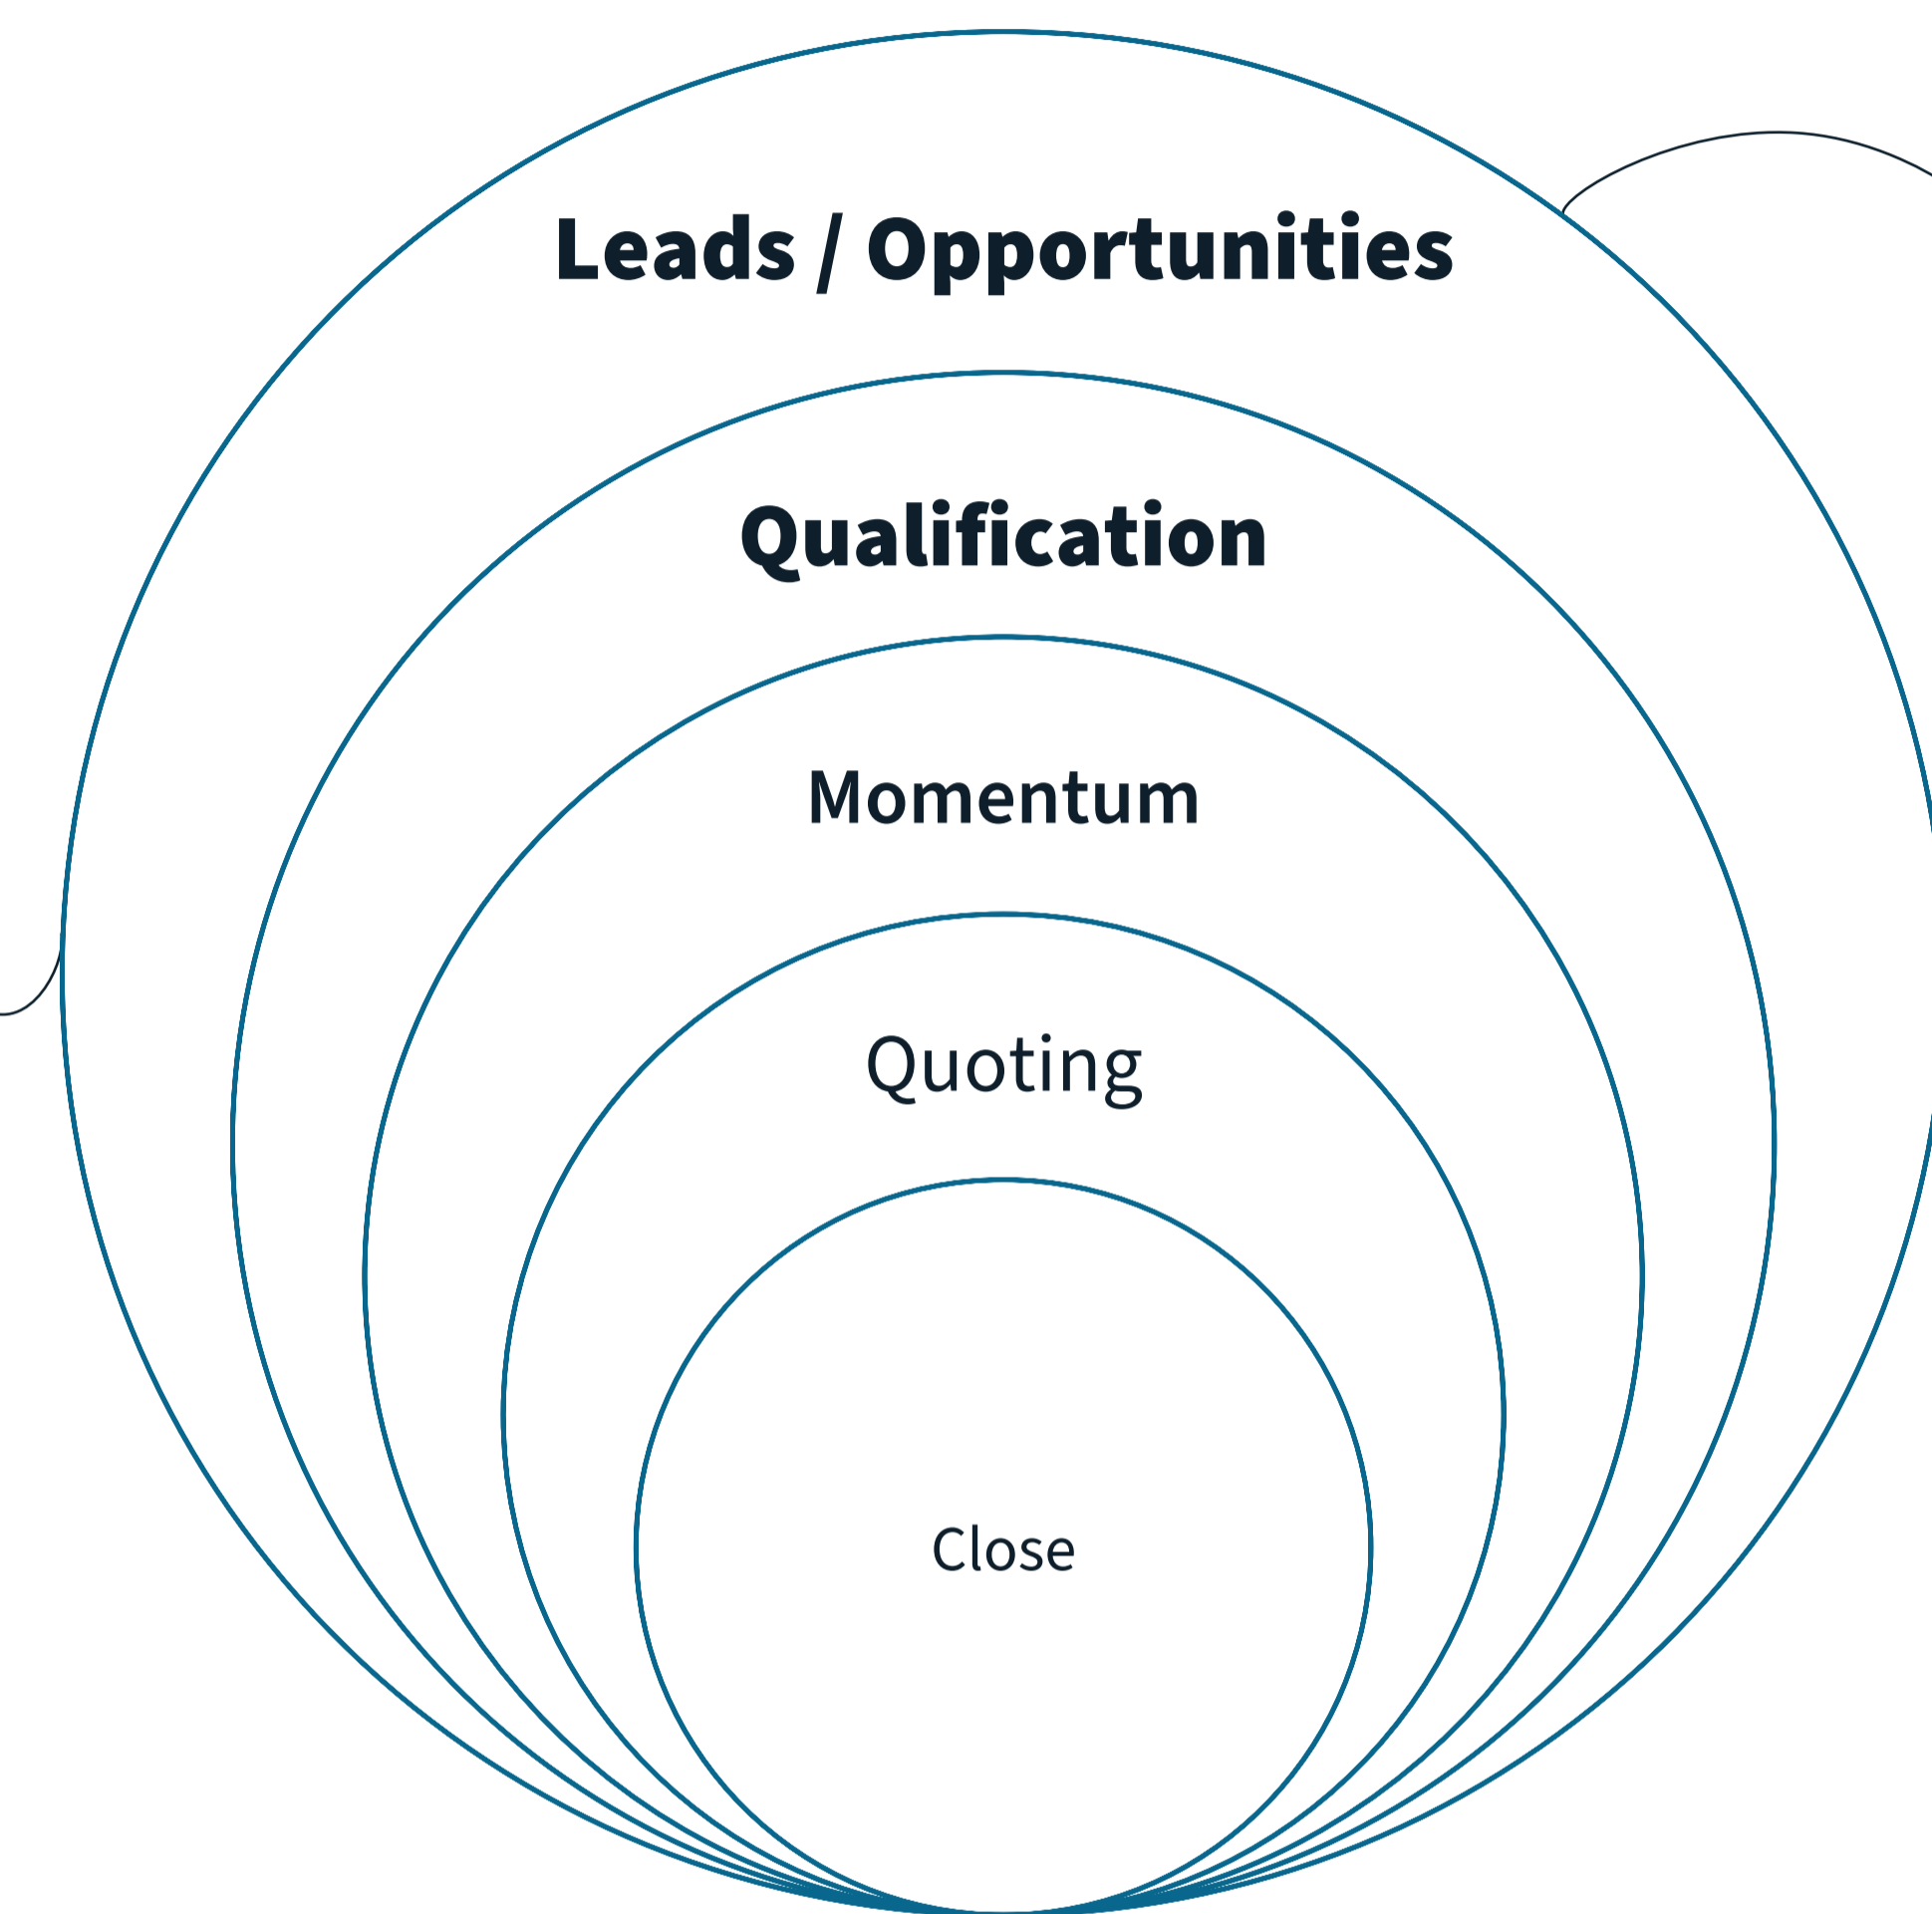 Leads / Opportunities
Qualification
Momentum
Quoting
Close